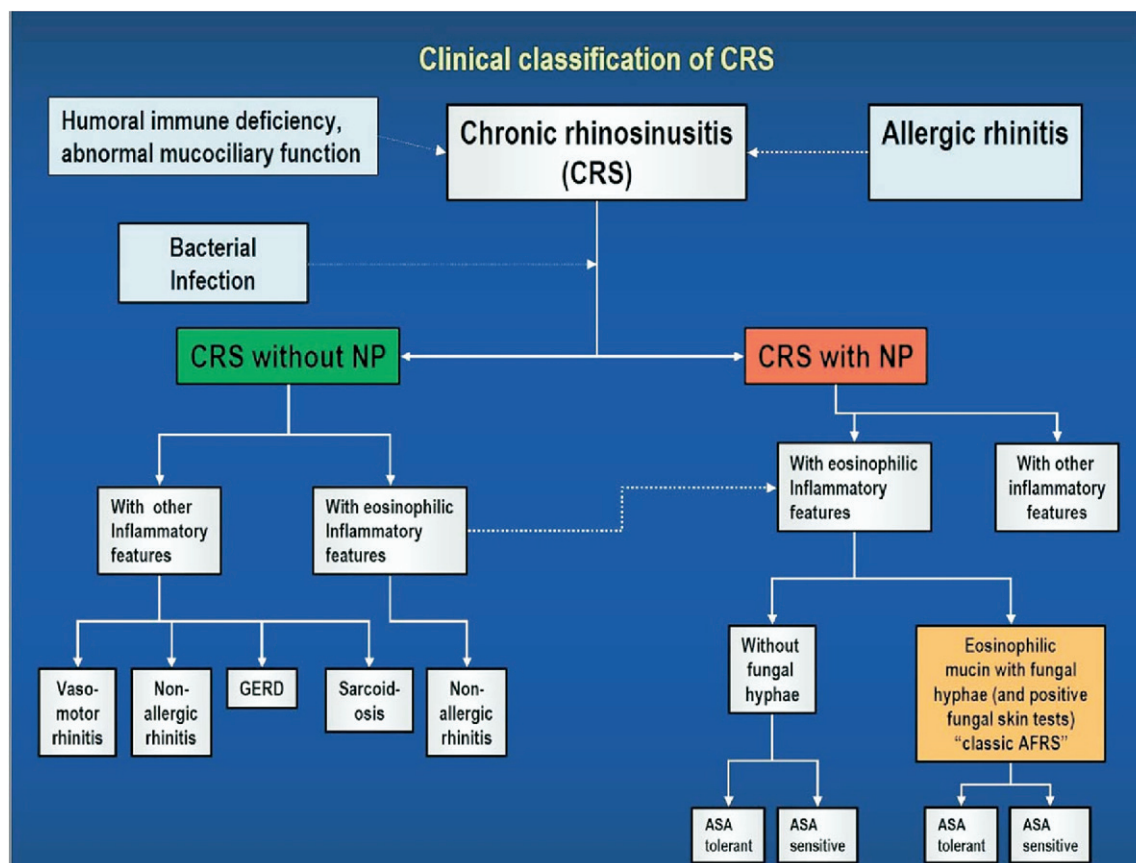 Clinical classification of CRS
Humoral immune deficiency,
abnormal mucociliary function
Chronic rhinosinusitis
(CRS)
Allergic rhinitis
Bacterial
Infection
CRS without NP
CRS with NP
With other
Inflammatory
features
With eosinophilic
Inflammatory
features
With eosinophilic
Inflammatory
features
With other
inflammatory
features
Vaso-
motor
rhinitis
Non-
allergic
rhinitis
GERD
Sarcoid-
osis
Non-
allergic
rhinitis
Without
fungal
hyphae
Eosinophilic
mucin with fungal
hyphae (and positive
fungal skin tests)
“classic AFRS”
ASA
tolerant
ASA
sensitive
ASA
tolerant
ASA
sensitive